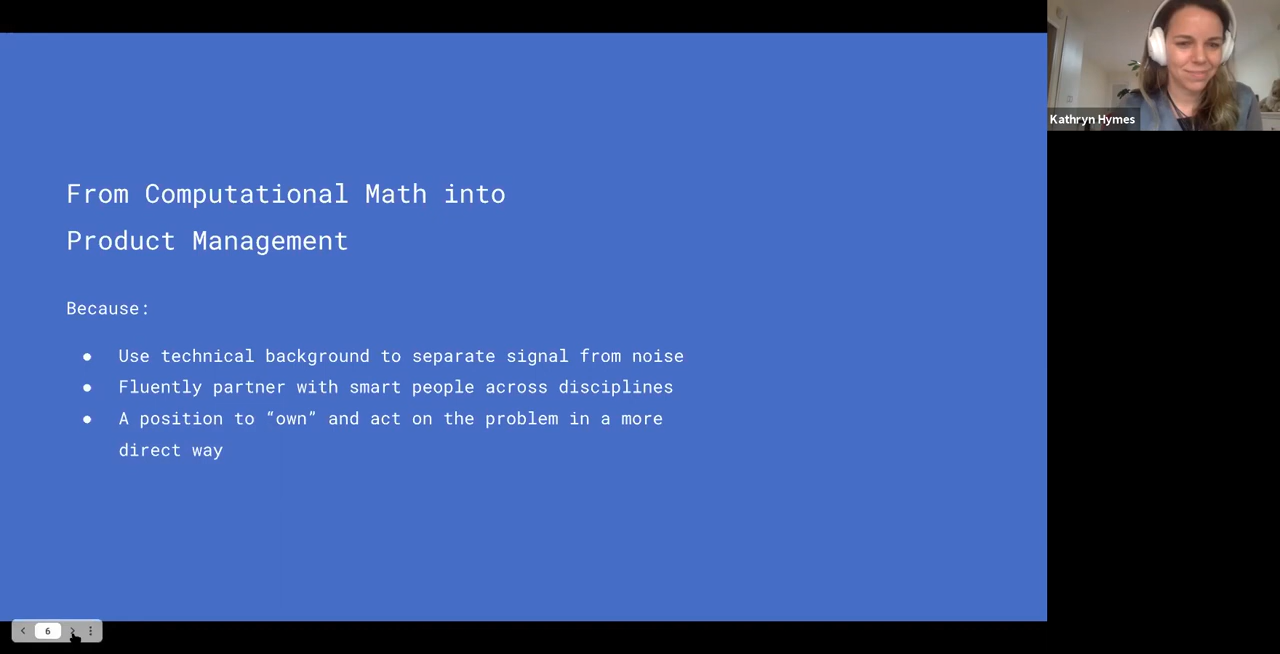 Kathryn Hymes
From Computational Math into
Product Management
Because:
● Use technical background to separate signal from noise
● Fluently partner with smart people across disciplines
● A position to “own” and act on the problem in a more
direct way
6